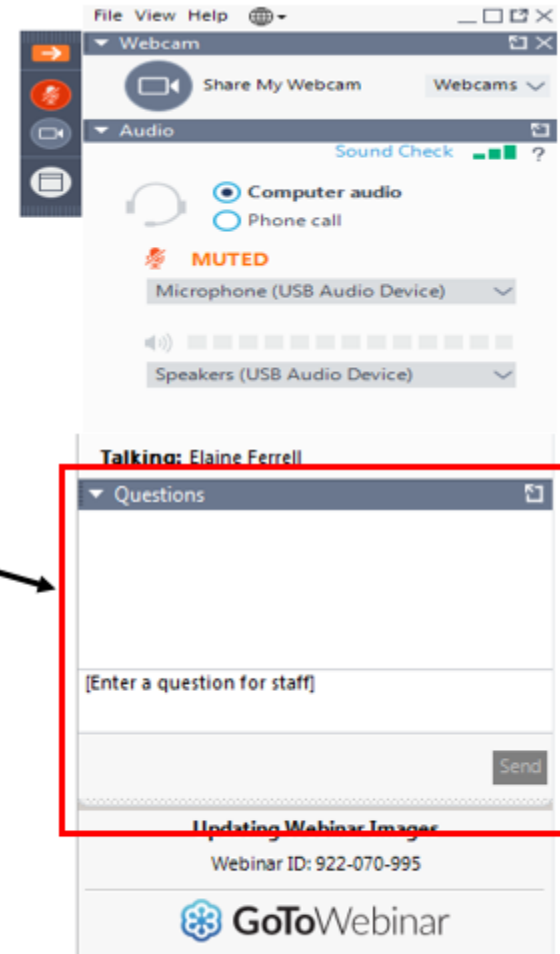 File View Help
Webcam
Share My Webcam Webcams
Audio
Sound Check ?
Computer audio
Phone call
MUTED
Microphone (USB Audio Device)
Speakers (USB Audio Device)
Talking: Elaine Ferrell
Questions
[Enter a question for staff]
Send
Updating Webinar Images
Webinar ID: 922-070-995
GoToWebinar